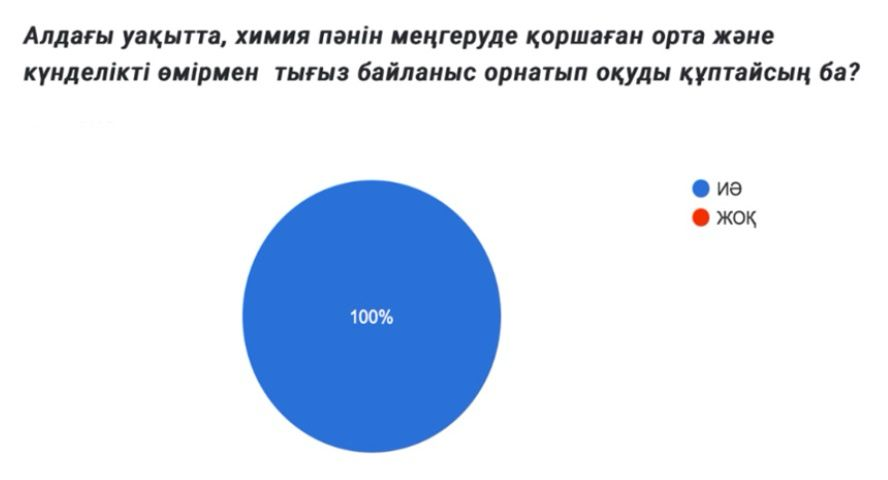 Алдағы уақытта, химия пәнін меңгеруде қоршаған орта және
күнделікті өмірмен тығыз байланыс орнатып оқуды құптайсың ба?
ИӘ
ЖОҚ
100%